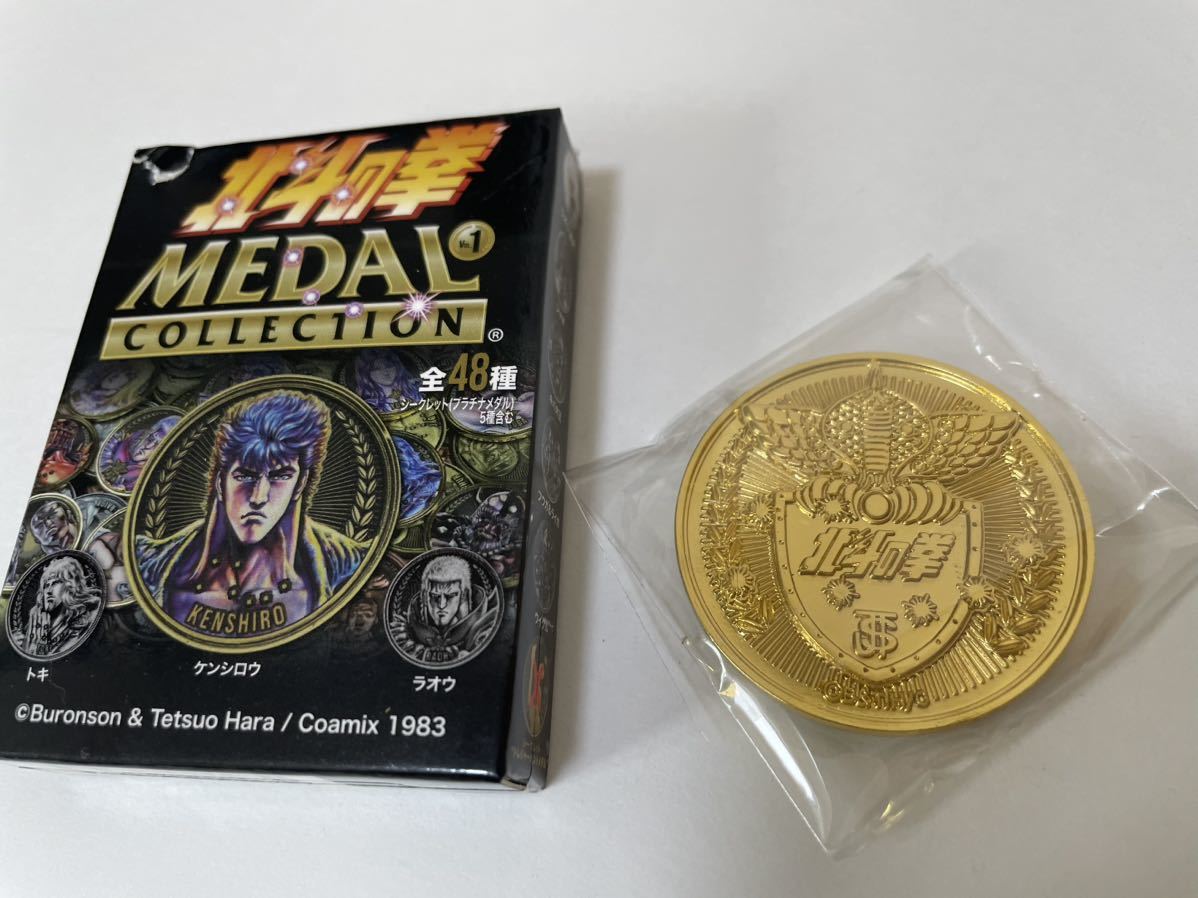 北斗の拳
MEDAL Vol.1
COLLECTION®
全48種
シークレット(プラチナメダル)
5種含む
KENSHIRO
トキ
ケンシロウ
ラオウ
©Buronson & Tetsuo Hara / Coamix 1983
北斗の拳